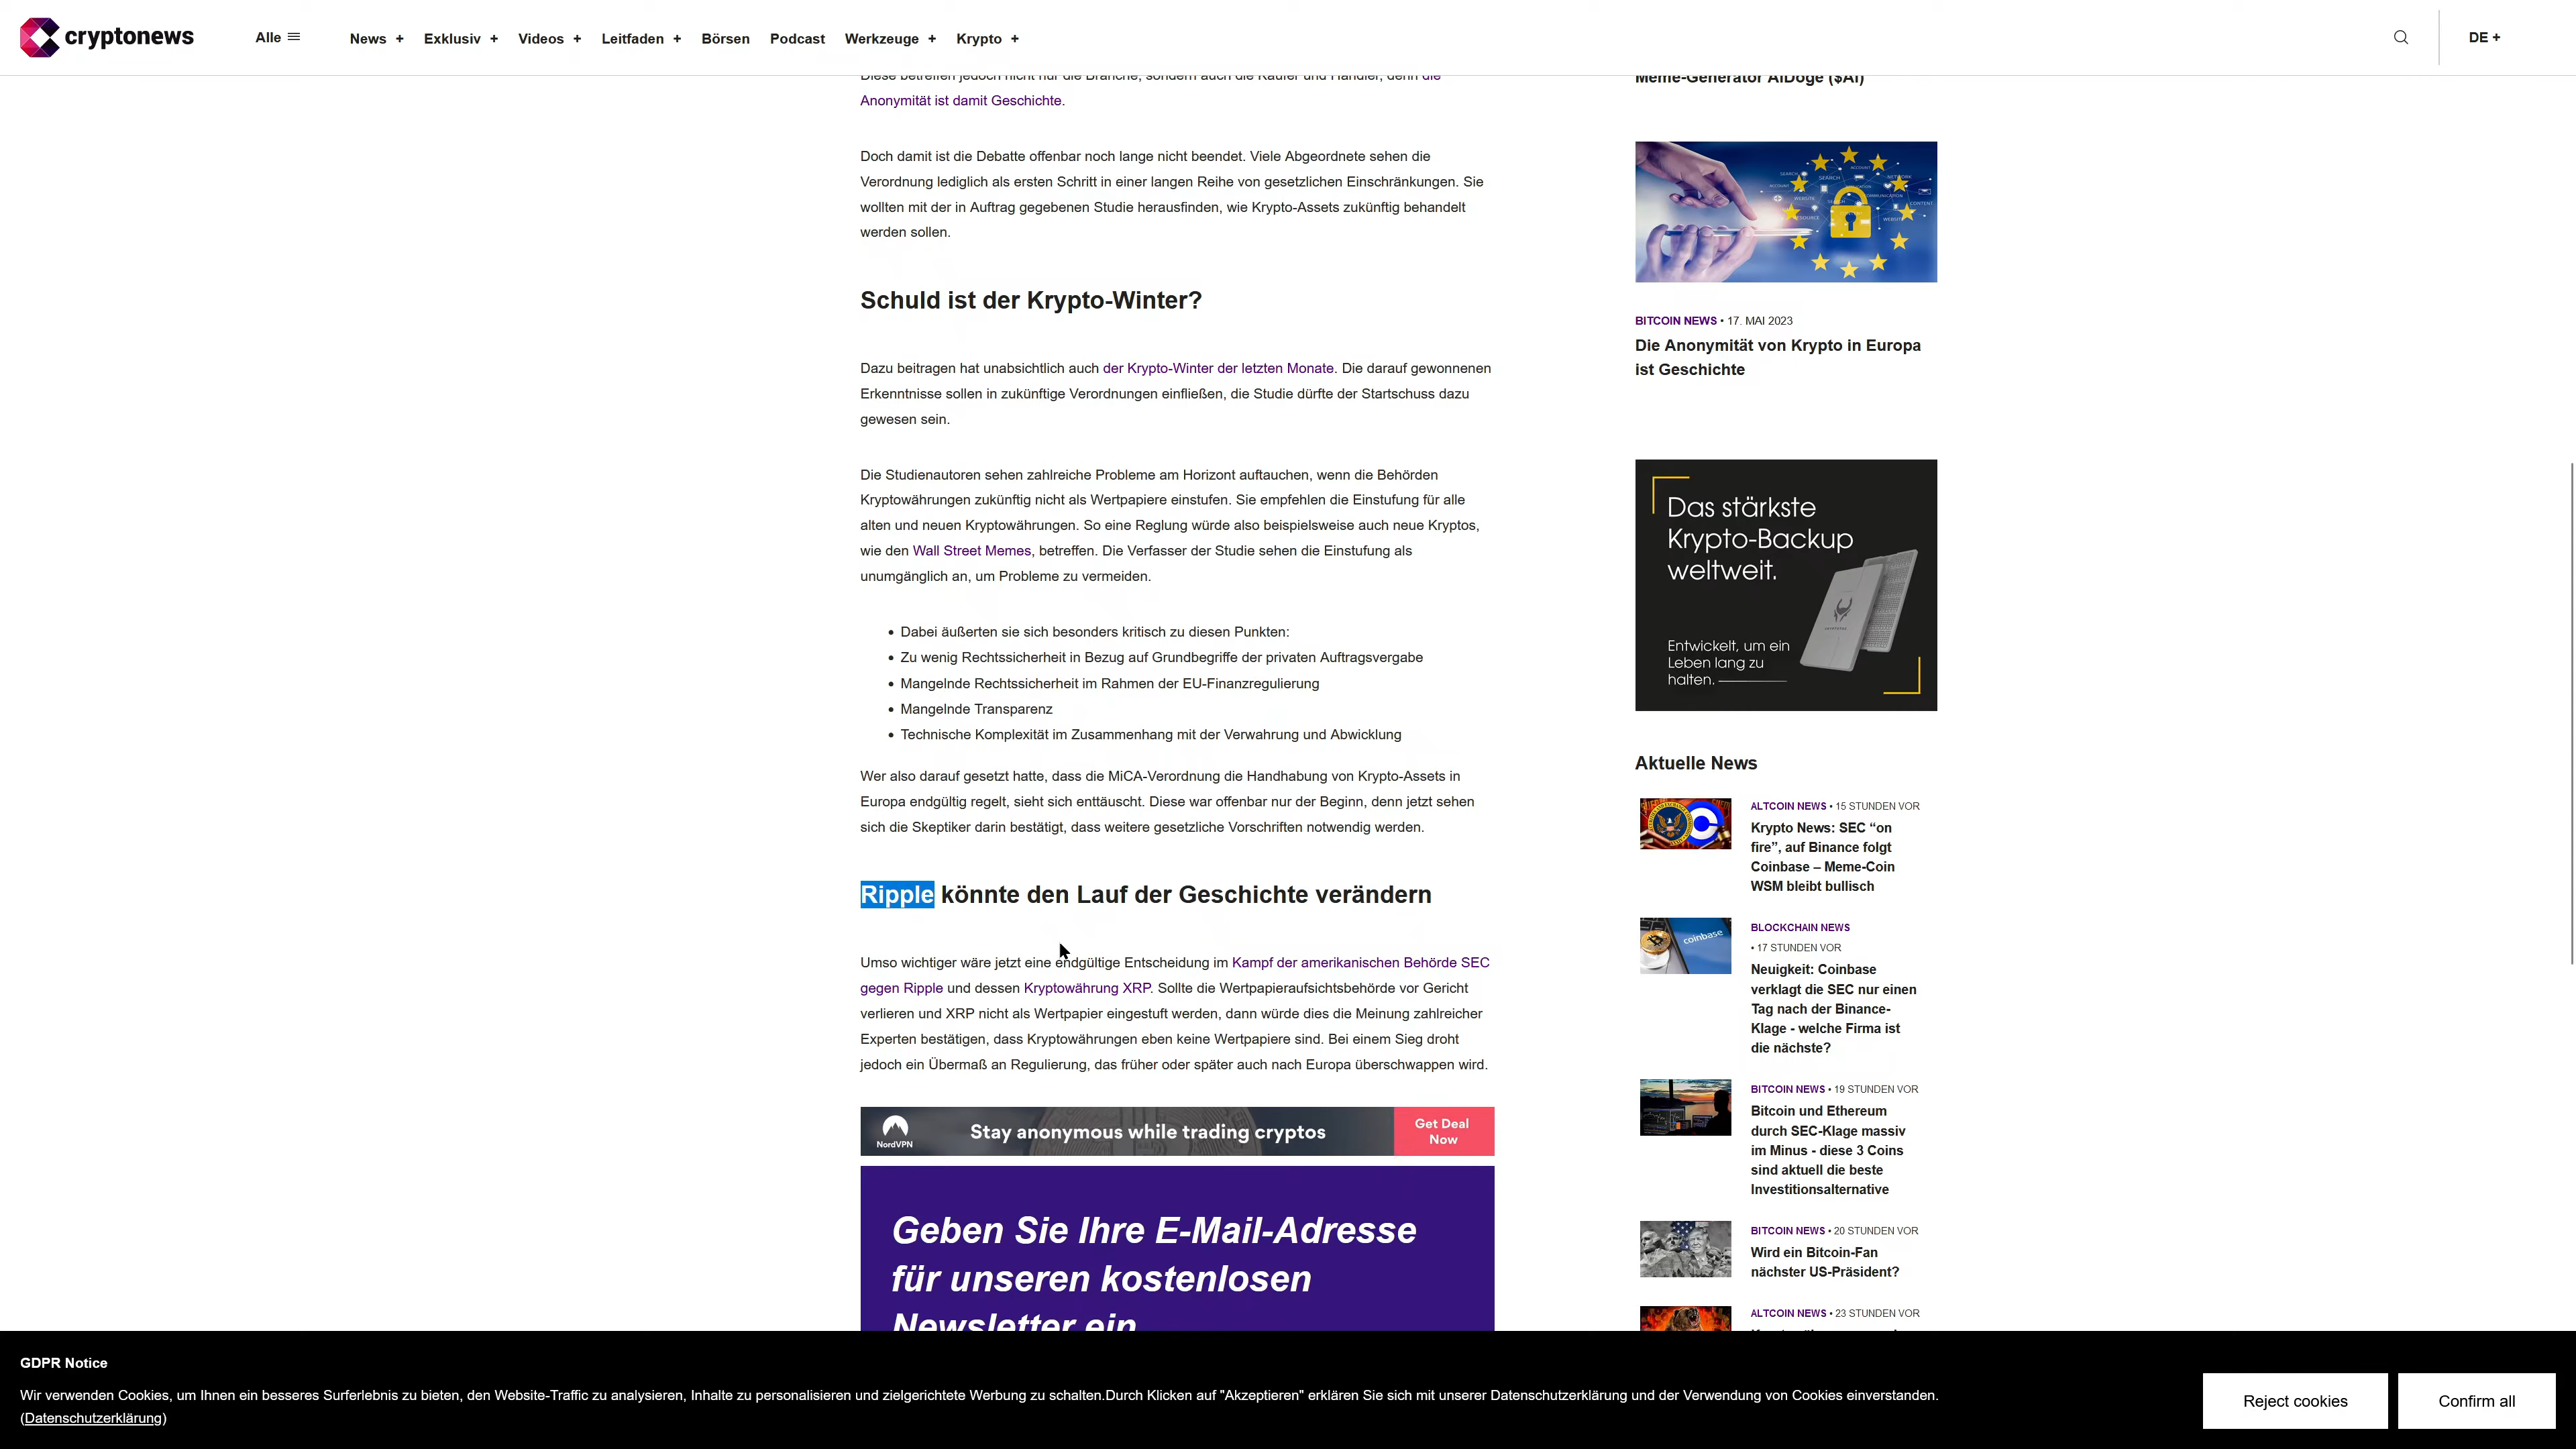 cryptonews
Alle
News +
Exklusiv +
Videos +
Leitfaden +
Börsen
Podcast
Werkzeuge +
Krypto +
DE +
Diese betreffen jedoch nicht nur die Branche, sondern auch die Käufer und Händler, denn die
Anonymität ist damit Geschichte.
Doch damit ist die Debatte offenbar noch lange nicht beendet. Viele Abgeordnete sehen die
Verordnung lediglich als ersten Schritt in einer langen Reihe von gesetzlichen Einschränkungen. Sie
wollten mit der in Auftrag gegebenen Studie herausfinden, wie Krypto-Assets zukünftig behandelt
werden sollen.
Schuld ist der Krypto-Winter?
Dazu beitragen hat unabsichtlich auch der Krypto-Winter der letzten Monate. Die darauf gewonnenen
Erkenntnisse sollen in zukünftige Verordnungen einfließen, die Studie dürfte der Startschuss dazu
gewesen sein.
Die Studienautoren sehen zahlreiche Probleme am Horizont auftauchen, wenn die Behörden
Kryptowährungen zukünftig nicht als Wertpapiere einstufen. Sie empfehlen die Einstufung für alle
alten und neuen Kryptowährungen. So eine Reglung würde also beispielsweise auch neue Kryptos,
wie den Wall Street Memes, betreffen. Die Verfasser der Studie sehen die Einstufung als
unumgänglich an, um Probleme zu vermeiden.
• Dabei äußerten sie sich besonders kritisch zu diesen Punkten:
• Zu wenig Rechtssicherheit in Bezug auf Grundbegriffe der privaten Auftragsvergabe
• Mangelnde Rechtssicherheit im Rahmen der EU-Finanzregulierung
• Mangelnde Transparenz
• Technische Komplexität im Zusammenhang mit der Verwahrung und Abwicklung
Wer also darauf gesetzt hatte, dass die MiCA-Verordnung die Handhabung von Krypto-Assets in
Europa endgültig regelt, sieht sich enttäuscht. Diese war offenbar nur der Beginn, denn jetzt sehen
sich die Skeptiker darin bestätigt, dass weitere gesetzliche Vorschriften notwendig werden.
Ripple könnte den Lauf der Geschichte verändern
Umso wichtiger wäre jetzt eine endgültige Entscheidung im Kampf der amerikanischen Behörde SEC
gegen Ripple und dessen Kryptowährung XRP. Sollte die Wertpapieraufsichtsbehörde vor Gericht
verlieren und XRP nicht als Wertpapier eingestuft werden, dann würde dies die Meinung zahlreicher
Experten bestätigen, dass Kryptowährungen eben keine Wertpapiere sind. Bei einem Sieg droht
jedoch ein Übermaß an Regulierung, das früher oder später auch nach Europa überschwappen wird.
NordVPN
Stay anonymous while trading cryptos
Get Deal
Now
Geben Sie Ihre E-Mail-Adresse
für unseren kostenlosen
Newsletter ein
Meme-Generator AiDoge ($AI)
BITCOIN NEWS • 17. MAI 2023
Die Anonymität von Krypto in Europa
ist Geschichte
Das stärkste
Krypto-Backup
weltweit.
Entwickelt, um ein
Leben lang zu
halten.
Aktuelle News
ALTCOIN NEWS • 15 STUNDEN VOR
Krypto News: SEC “on
fire”, auf Binance folgt
Coinbase – Meme-Coin
WSM bleibt bullisch
coinbase
BLOCKCHAIN NEWS
• 17 STUNDEN VOR
Neuigkeit: Coinbase
verklagt die SEC nur einen
Tag nach der Binance-
Klage - welche Firma ist
die nächste?
BITCOIN NEWS • 19 STUNDEN VOR
Bitcoin und Ethereum
durch SEC-Klage massiv
im Minus - diese 3 Coins
sind aktuell die beste
Investitionsalternative
BITCOIN NEWS • 20 STUNDEN VOR
Wird ein Bitcoin-Fan
nächster US-Präsident?
ALTCOIN NEWS • 23 STUNDEN VOR
GDPR Notice
Wir verwenden Cookies, um Ihnen ein besseres Surferlebnis zu bieten, den Website-Traffic zu analysieren, Inhalte zu personalisieren und zielgerichtete Werbung zu schalten.Durch Klicken auf "Akzeptieren" erklären Sie sich mit unserer Datenschutzerklärung und der Verwendung von Cookies einverstanden.
(Datenschutzerklärung)
Reject cookies
Confirm all